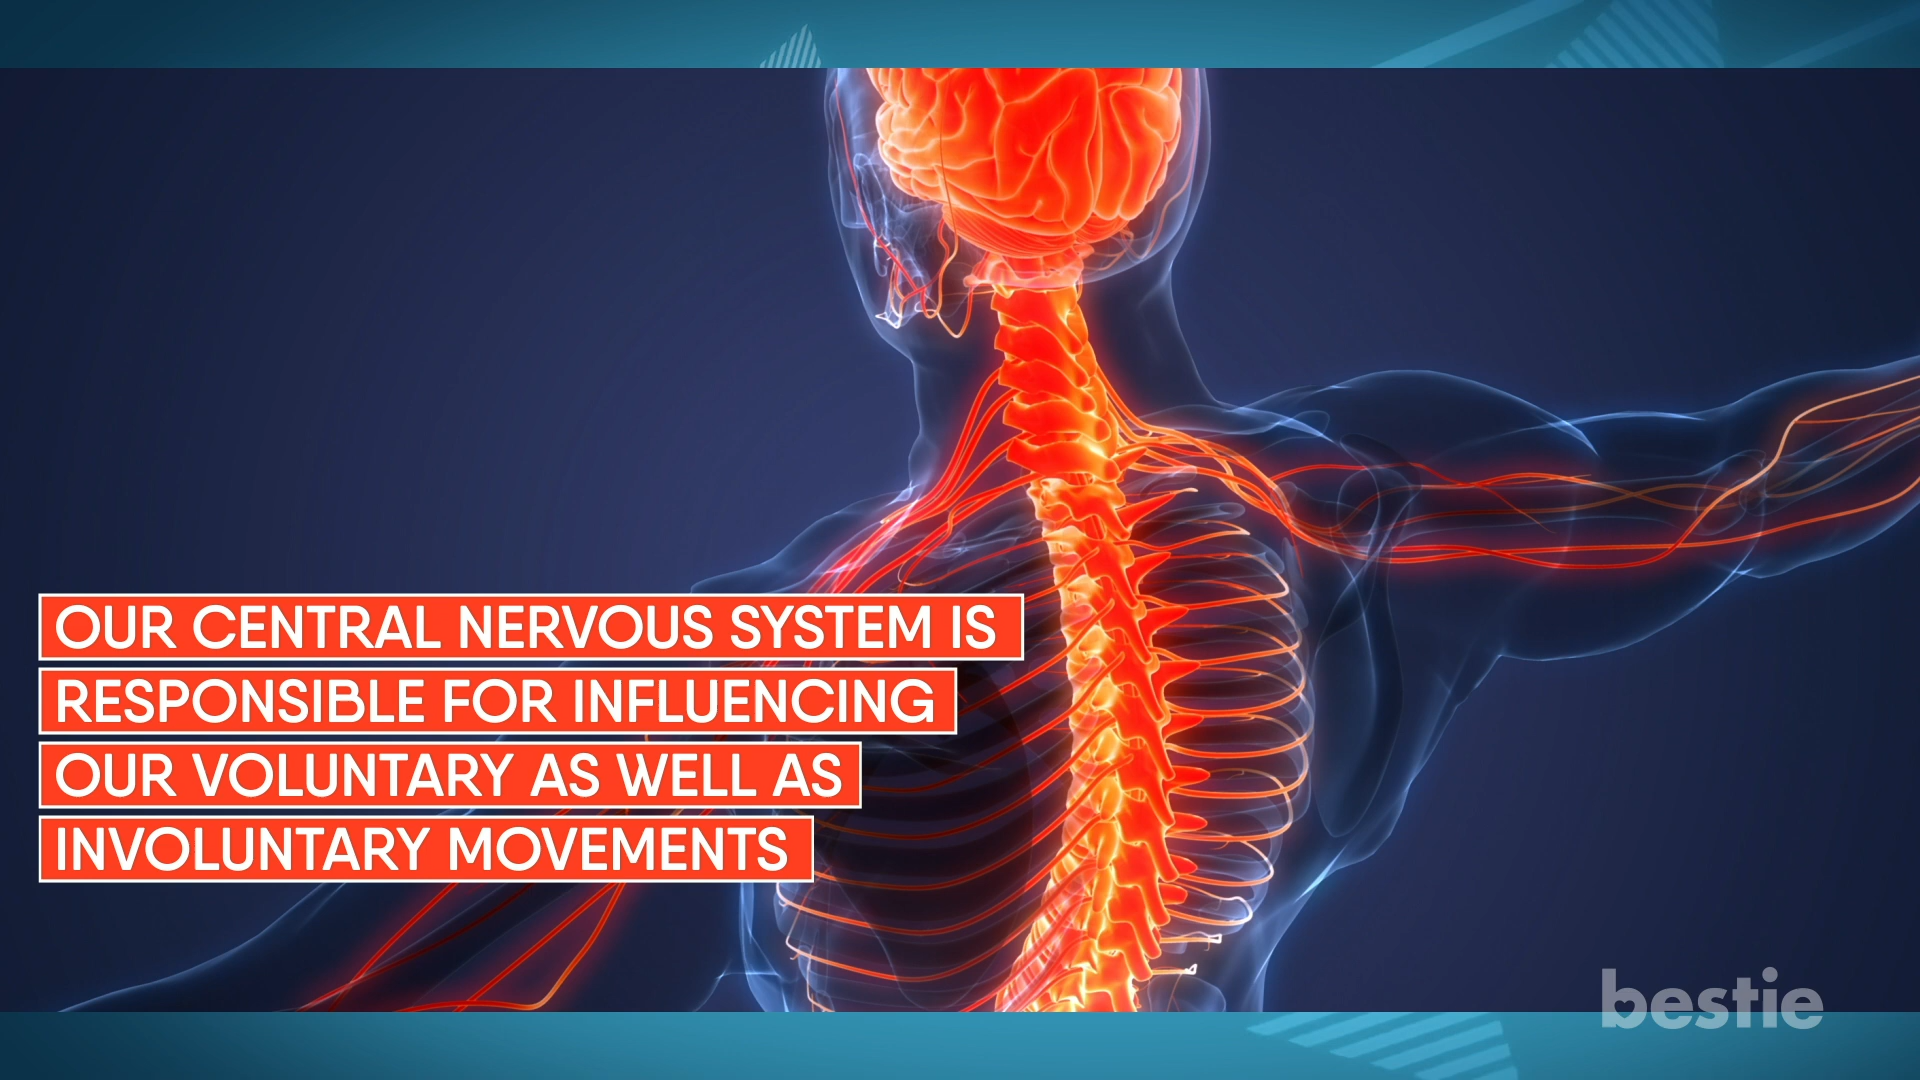 OUR CENTRAL NERVOUS SYSTEM IS
RESPONSIBLE FOR INFLUENCING
OUR VOLUNTARY AS WELL AS
INVOLUNTARY MOVEMENTS
bestie